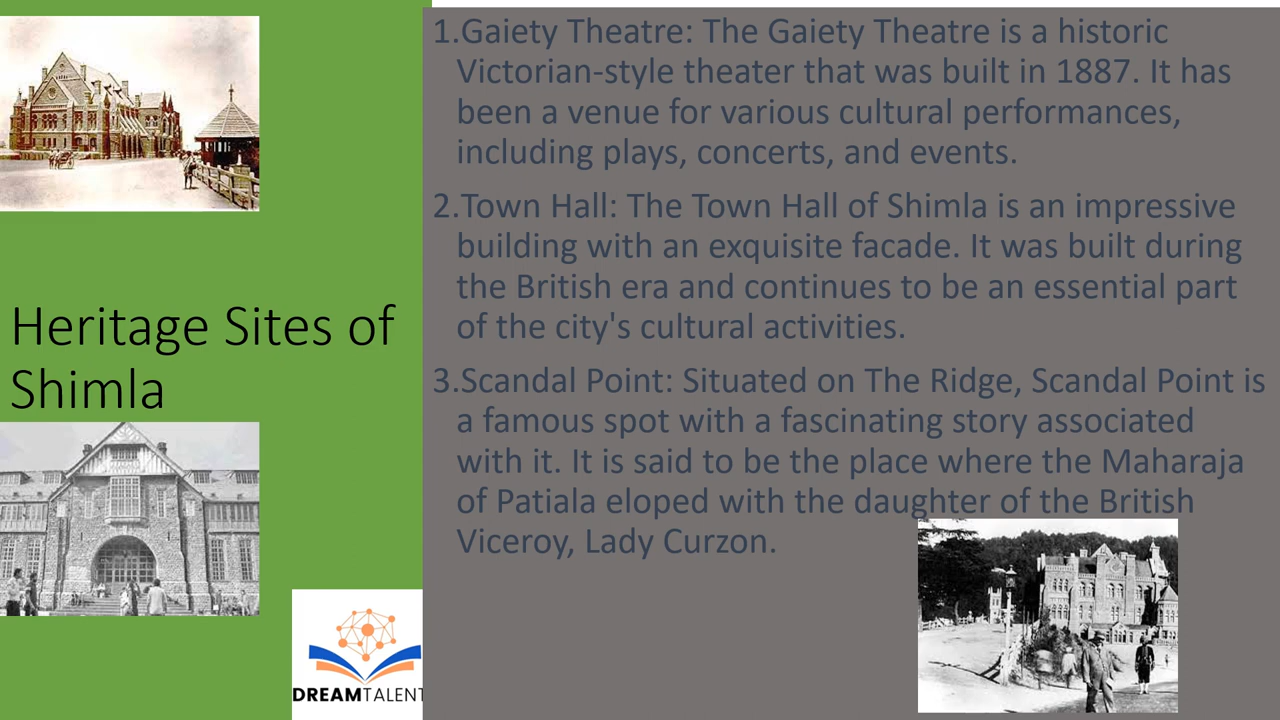 Heritage Sites of
Shimla
1.Gaiety Theatre: The Gaiety Theatre is a historic
Victorian-style theater that was built in 1887. It has
been a venue for various cultural performances,
including plays, concerts, and events.
2.Town Hall: The Town Hall of Shimla is an impressive
building with an exquisite facade. It was built during
the British era and continues to be an essential part
of the city's cultural activities.
3.Scandal Point: Situated on The Ridge, Scandal Point is
a famous spot with a fascinating story associated
with it. It is said to be the place where the Maharaja
of Patiala eloped with the daughter of the British
Viceroy, Lady Curzon.
DREAMTALENT